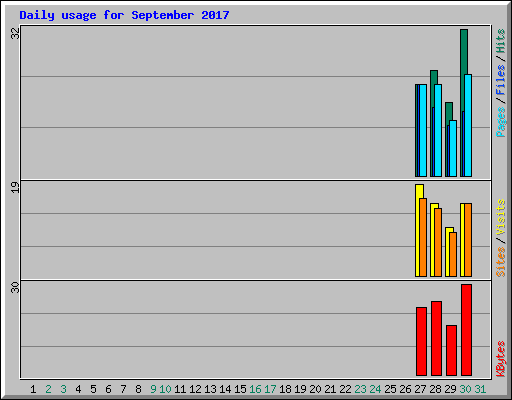 Daily usage for September 2017
32
Pages/Files/Hits
19
Sites/Visits
30
KBytes
1 2 3 4 5 6 7 8 9 10 11 12 13 14 15 16 17 18 19 20 21 22 23 24 25 26 27 28 29 30 31